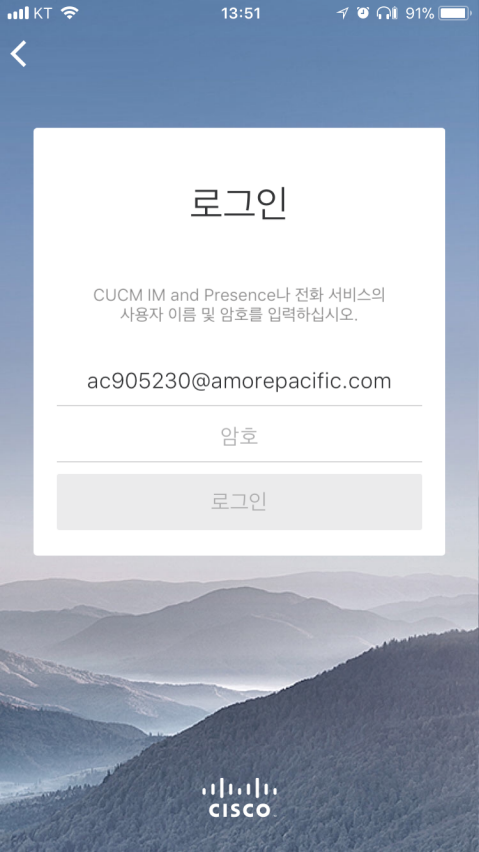 KT 13:51 91%
로그인
CUCM IM and Presence나 전화 서비스의
사용자 이름 및 암호를 입력하십시오.
ac905230@amorepacific.com
암호
로그인
CISCO